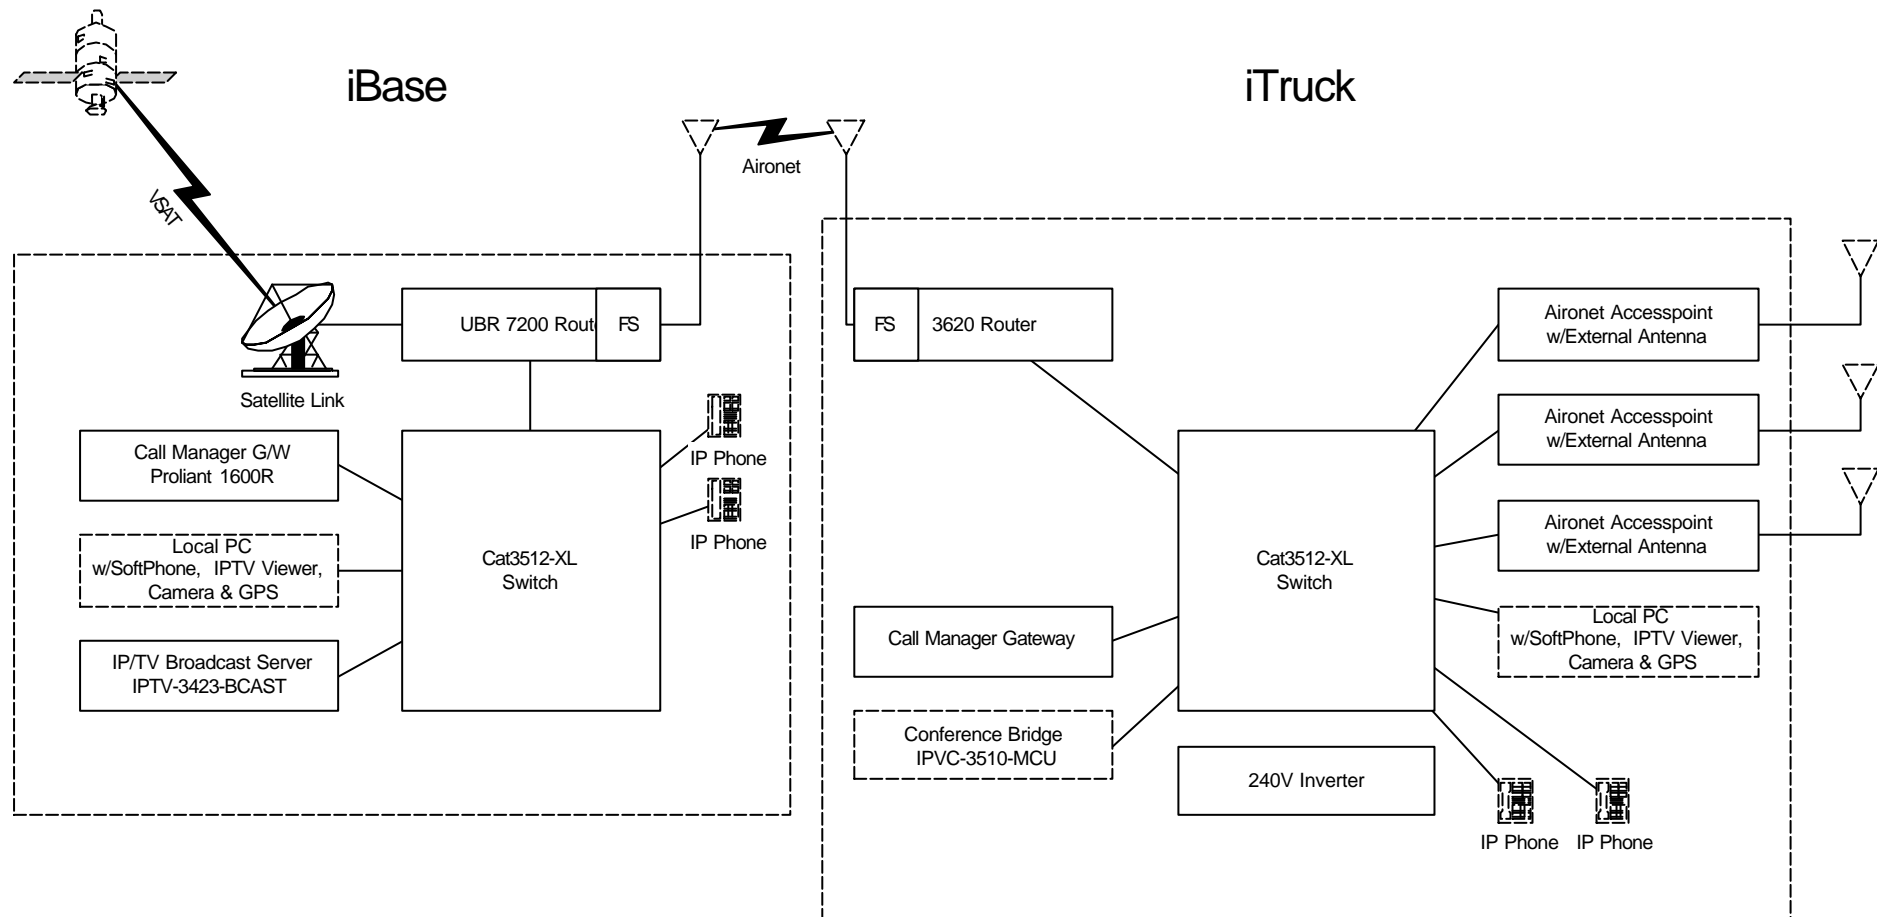 iBase
iTruck
Aironet
VSAT
UBR 7200 Route
FS
Satellite Link
Call Manager G/W
Proliant 1600R
Local PC
w/SoftPhone, IPTV Viewer,
Camera & GPS
IP/TV Broadcast Server
IPTV-3423-BCAST
Cat3512-XL
Switch
IP Phone
IP Phone
FS
3620 Router
Call Manager Gateway
Conference Bridge
IPVC-3510-MCU
Cat3512-XL
Switch
240V Inverter
Aironet Accesspoint
w/External Antenna
Aironet Accesspoint
w/External Antenna
Aironet Accesspoint
w/External Antenna
Local PC
w/SoftPhone, IPTV Viewer,
Camera & GPS
IP Phone
IP Phone